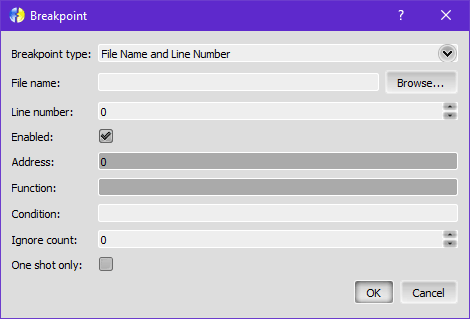 Breakpoint
?
Breakpoint type: File Name and Line Number
File name: Browse...
Line number: 0
Enabled:
Address: 0
Function:
Condition:
Ignore count: 0
One shot only:
OK Cancel